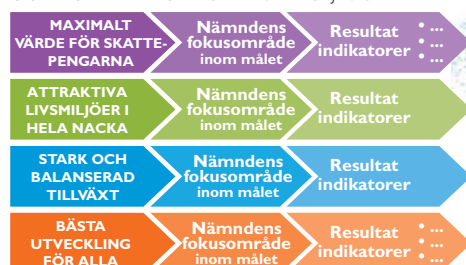 MAXIMALT
VÄRDE FÖR SKATTE-
PENGARNA
Nämndens
fokusområde
inom målet
Resultat
indikatorer
• ...
• ...
• ...
ATTRAKTIVA
LIVSMILJÖER I
HELA NACKA
Nämndens
fokusområde
inom målet
Resultat
indikatorer
STARK OCH
BALANSERAD
TILLVÄXT
Nämndens
fokusområde
inom målet
Resultat
indikatorer
BÄSTA
UTVECKLING
FÖR ALLA
Nämndens
fokusområde
inom målet
Resultat
indikatorer
• ...
• ...
• ...